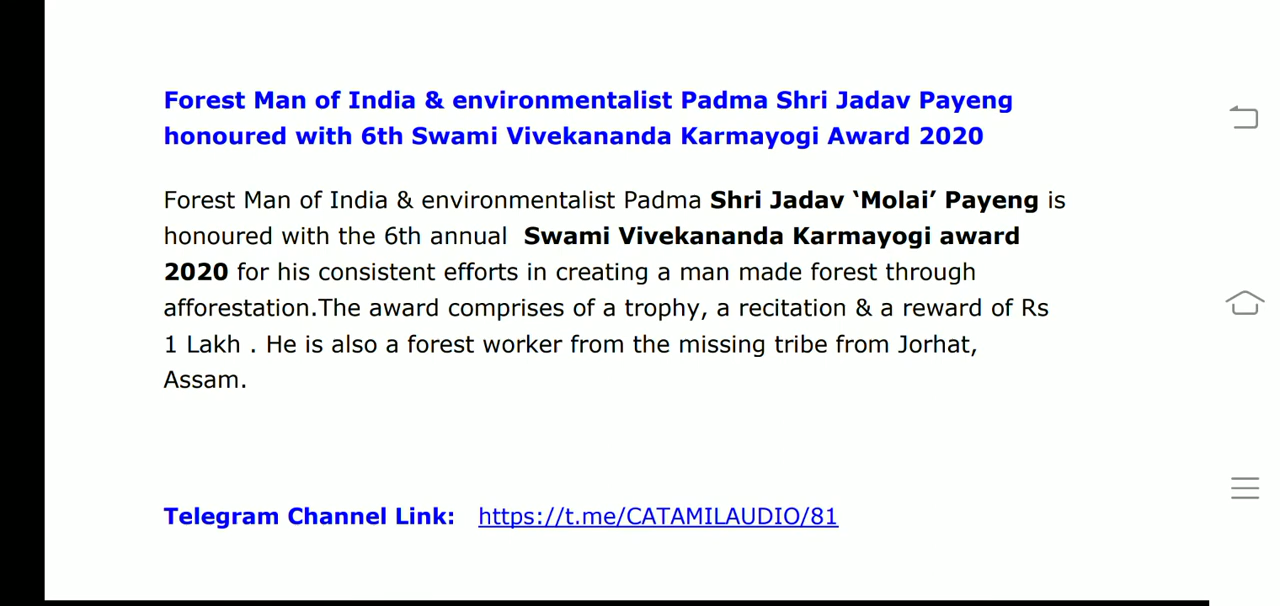 Forest Man of India & environmentalist Padma Shri Jadav Payeng
honoured with 6th Swami Vivekananda Karmayogi Award 2020
Forest Man of India & environmentalist Padma Shri Jadav ‘Molai’ Payeng is
honoured with the 6th annual Swami Vivekananda Karmayogi award
2020 for his consistent efforts in creating a man made forest through
afforestation.The award comprises of a trophy, a recitation & a reward of Rs
1 Lakh . He is also a forest worker from the missing tribe from Jorhat,
Assam.
Telegram Channel Link: https://t.me/CATAMILAUDIO/81